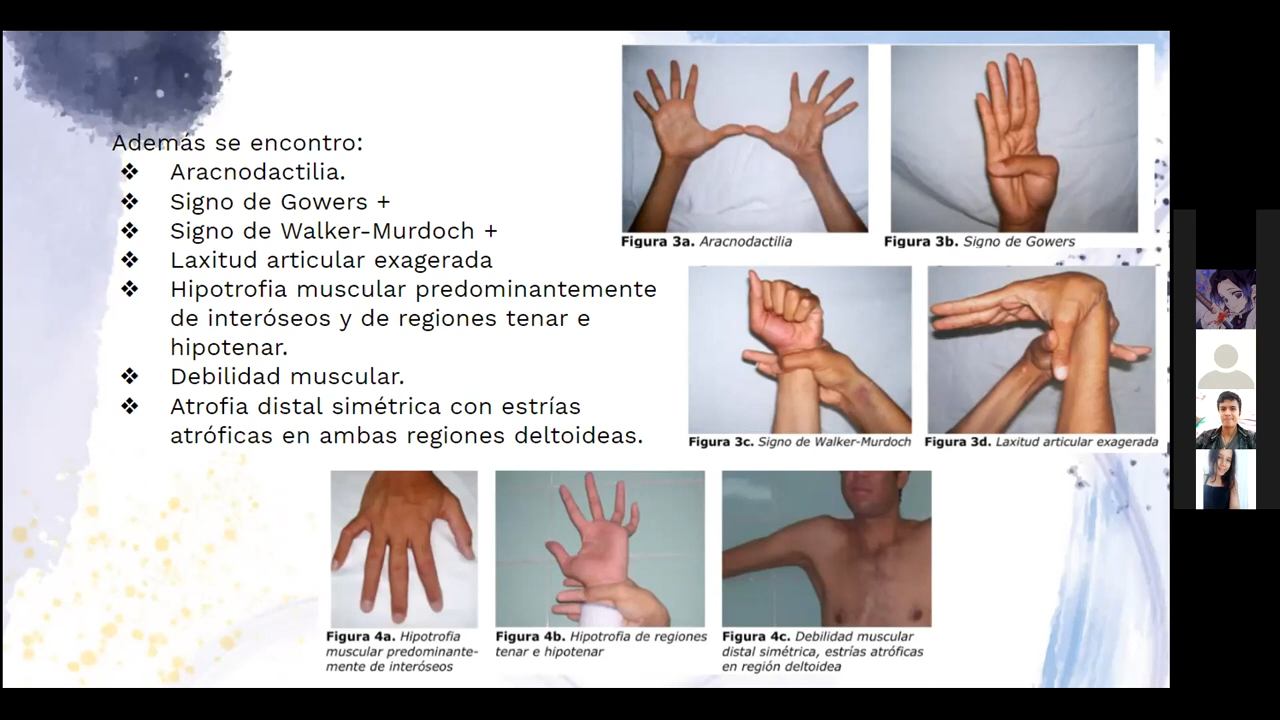 Además se encontro:
❖ Aracnodactilia.
❖ Signo de Gowers +
❖ Signo de Walker-Murdoch +
❖ Laxitud articular exagerada
❖ Hipotrofia muscular predominantemente
de interóseos y de regiones tenar e
hipotenar.
❖ Debilidad muscular.
❖ Atrofia distal simétrica con estrías
atróficas en ambas regiones deltoideas.
Figura 3a. Aracnodactilia
Figura 3b. Signo de Gowers
Figura 3c. Signo de Walker-Murdoch
Figura 3d. Laxitud articular exagerada
Figura 4a. Hipotrofia
muscular predominante-
mente de interóseos
Figura 4b. Hipotrofia de regiones
tenar e hipotenar
Figura 4c. Debilidad muscular
distal simétrica, estrías atróficas
en región deltoidea